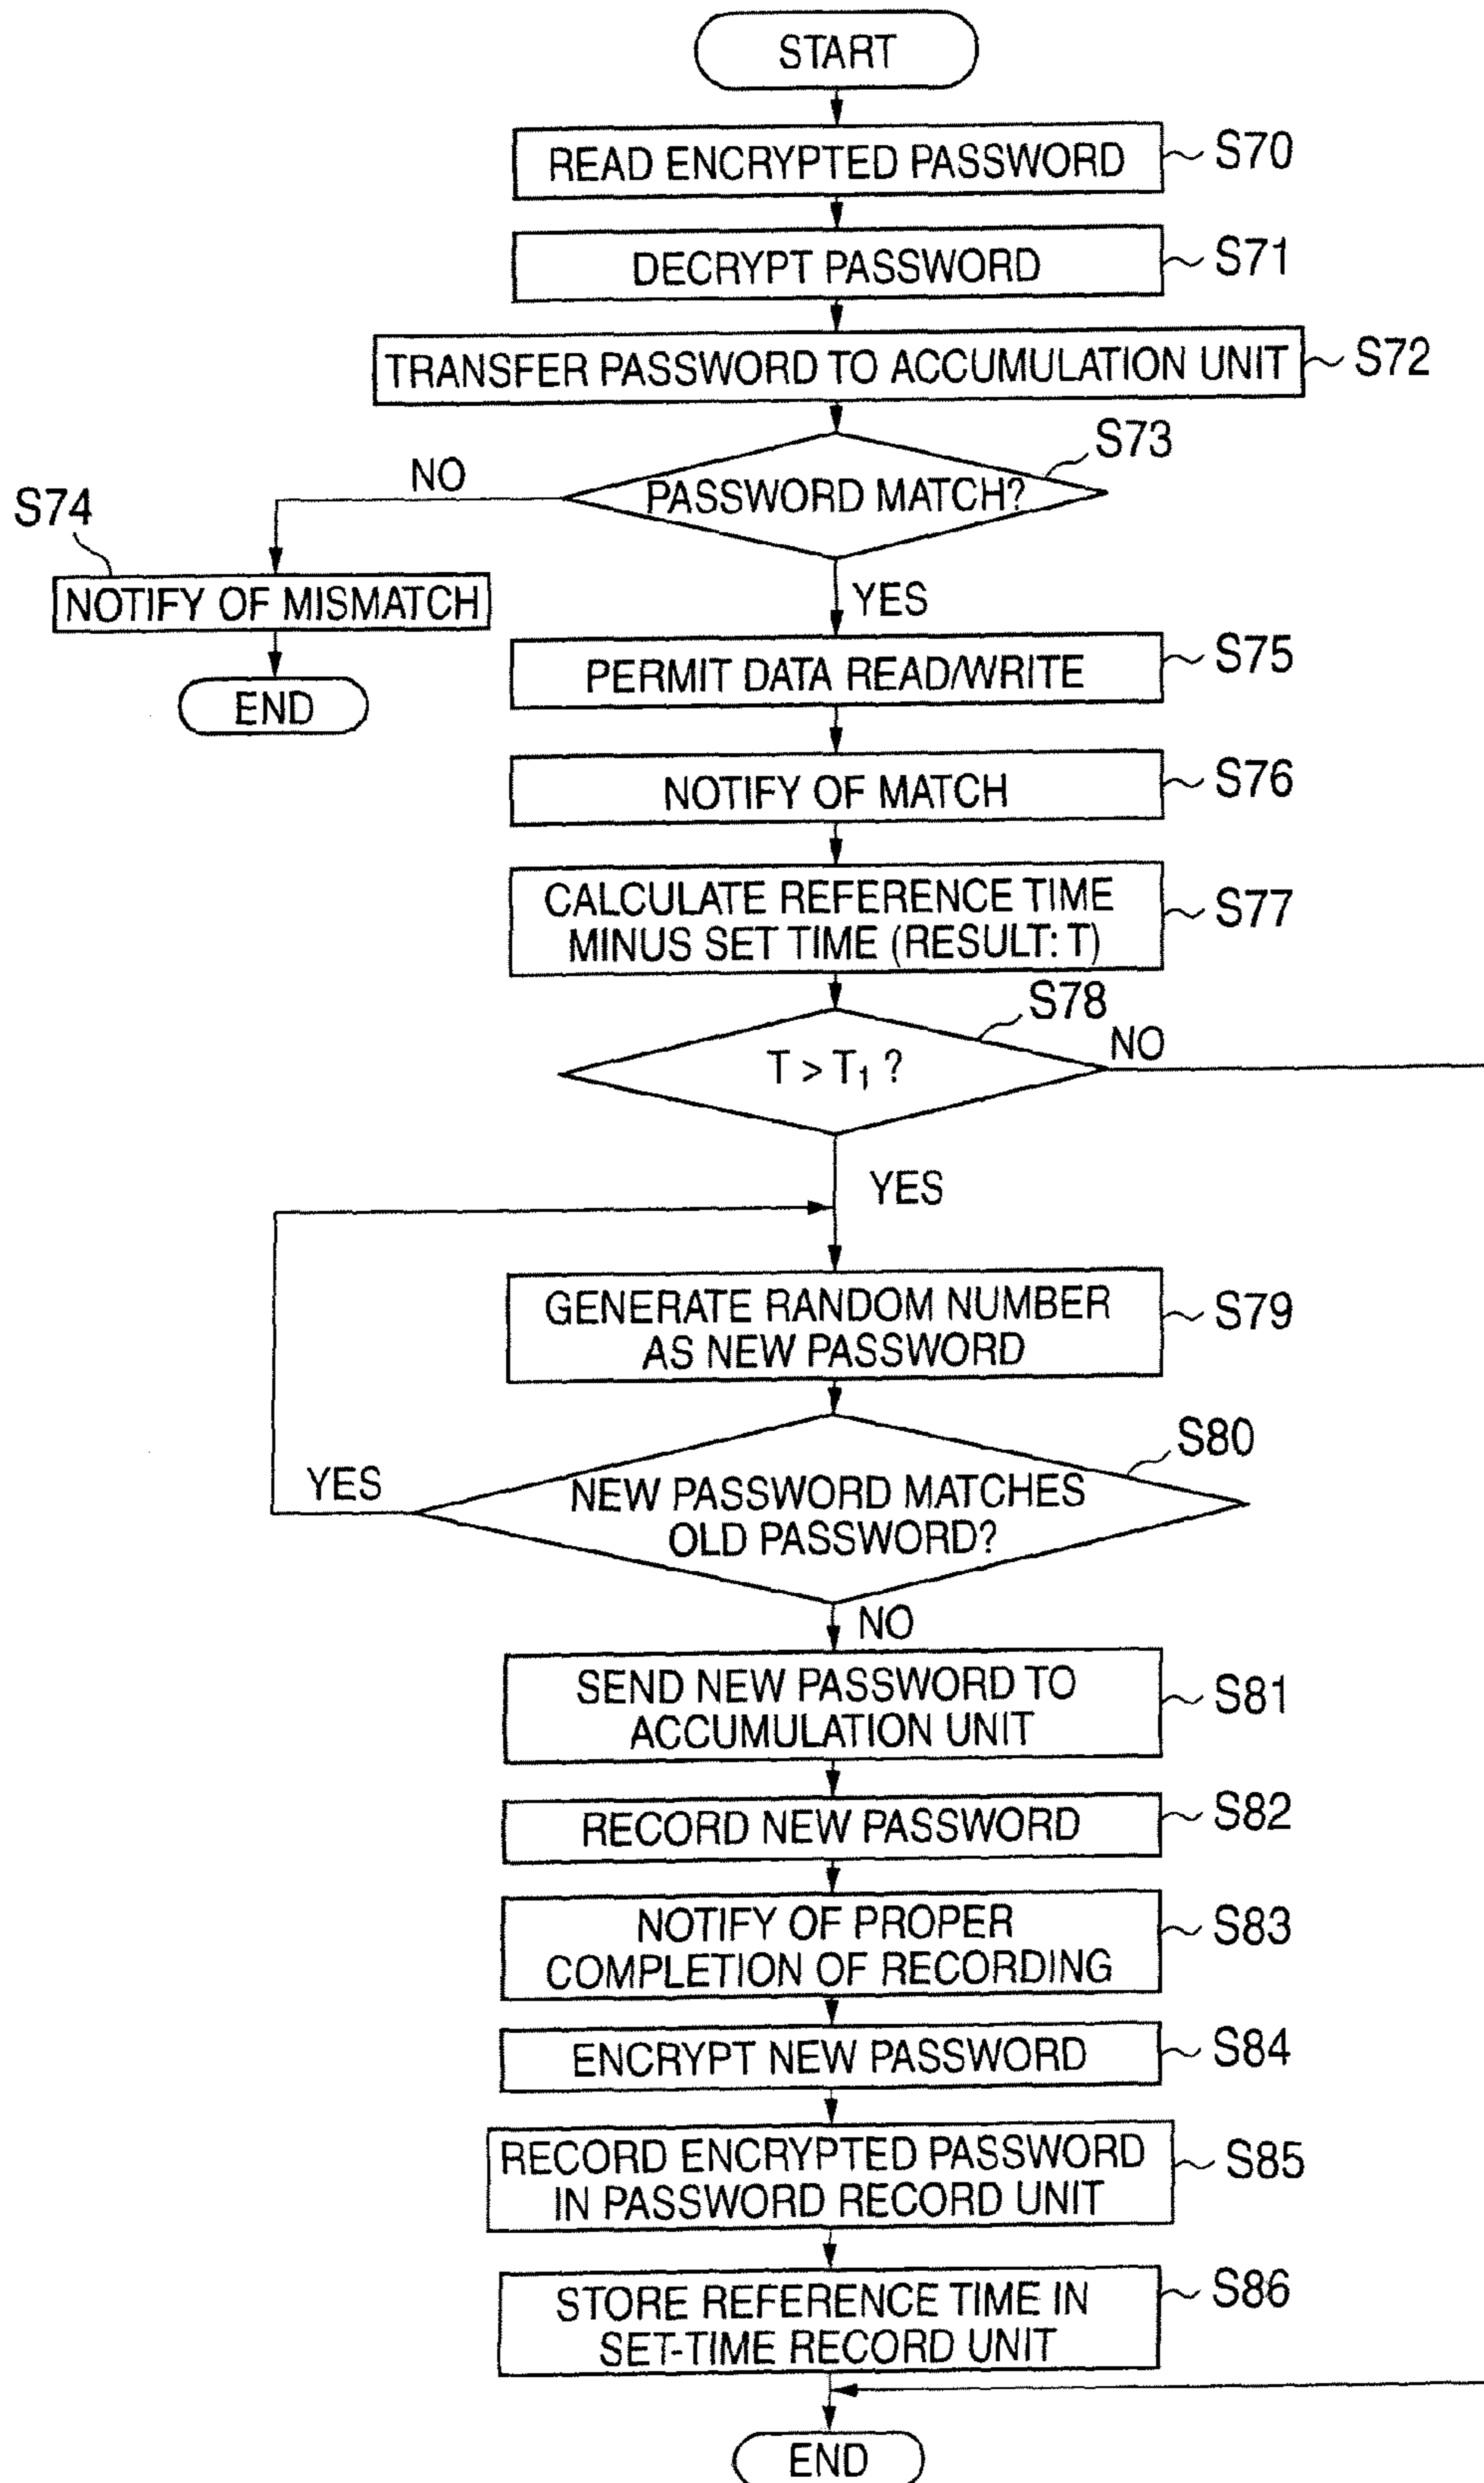 START
READ ENCRYPTED PASSWORD
S70
DECRYPT PASSWORD
S71
TRANSFER PASSWORD TO ACCUMULATION UNIT
S72
S73
PASSWORD MATCH?
NO
S74
NOTIFY OF MISMATCH
END
YES
PERMIT DATA READ/WRITE
S75
NOTIFY OF MATCH
S76
CALCULATE REFERENCE TIME
MINUS SET TIME (RESULT: T)
S77
S78
T > T1 ?
NO
YES
GENERATE RANDOM NUMBER
AS NEW PASSWORD
S79
S80
NEW PASSWORD MATCHES
OLD PASSWORD?
YES
NO
SEND NEW PASSWORD TO
ACCUMULATION UNIT
S81
RECORD NEW PASSWORD
S82
NOTIFY OF PROPER
COMPLETION OF RECORDING
S83
ENCRYPT NEW PASSWORD
S84
RECORD ENCRYPTED PASSWORD
IN PASSWORD RECORD UNIT
S85
STORE REFERENCE TIME IN
SET-TIME RECORD UNIT
S86
END